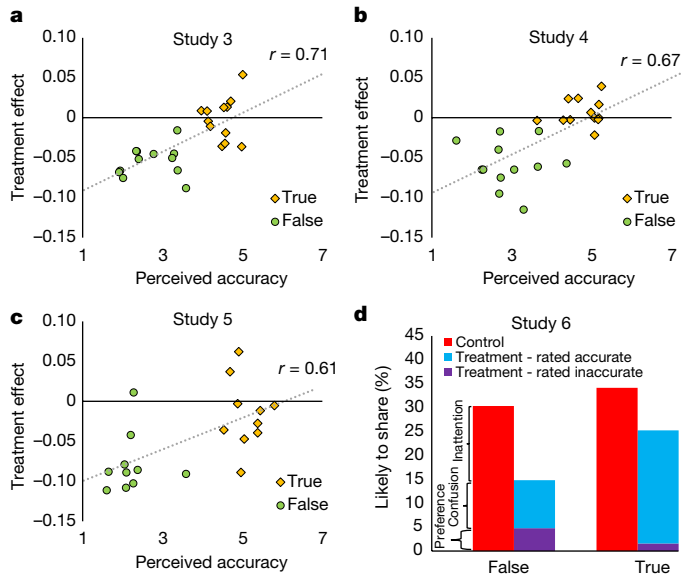 a
Study 3
r = 0.71
Treatment effect
0.10
0.05
0
−0.05
−0.10
−0.15
True
False
1 3 5 7
Perceived accuracy
b
Study 4
r = 0.67
Treatment effect
0.10
0.05
0
−0.05
−0.10
−0.15
True
False
1 3 5 7
Perceived accuracy
c
Study 5
r = 0.61
Treatment effect
0.10
0.05
0
−0.05
−0.10
−0.15
True
False
1 3 5 7
Perceived accuracy
d
Study 6
Control
Treatment - rated accurate
Treatment - rated inaccurate
Likely to share (%)
45
40
35
30
25
20
15
10
5
0
Inattention
Confusion
Preference
False True